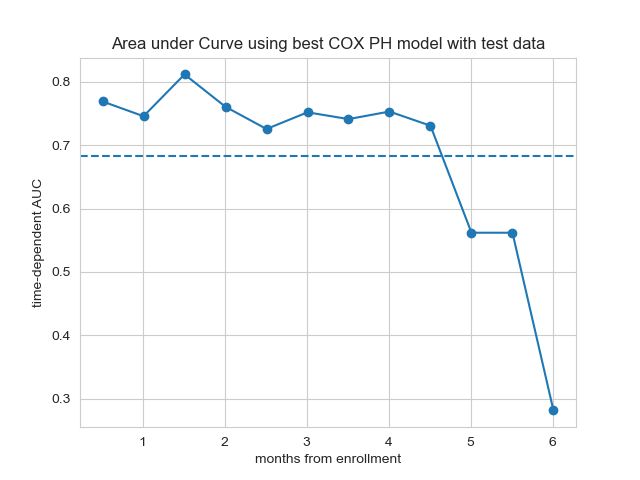 Area under Curve using best COX PH model with test data
0.8
0.7
0.6
0.5
0.4
0.3
time-dependent AUC
1 2 3 4 5 6
months from enrollment